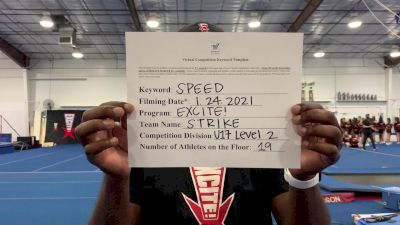 Virtual Competition Keyword Template
Keyword: SPEED
Filming Date* 1 24 2021
Program: EXCITE!
Team Name: STRIKE
Competition Division U17 Level 2
Number of Athletes on the Floor: 19
EXCITE!